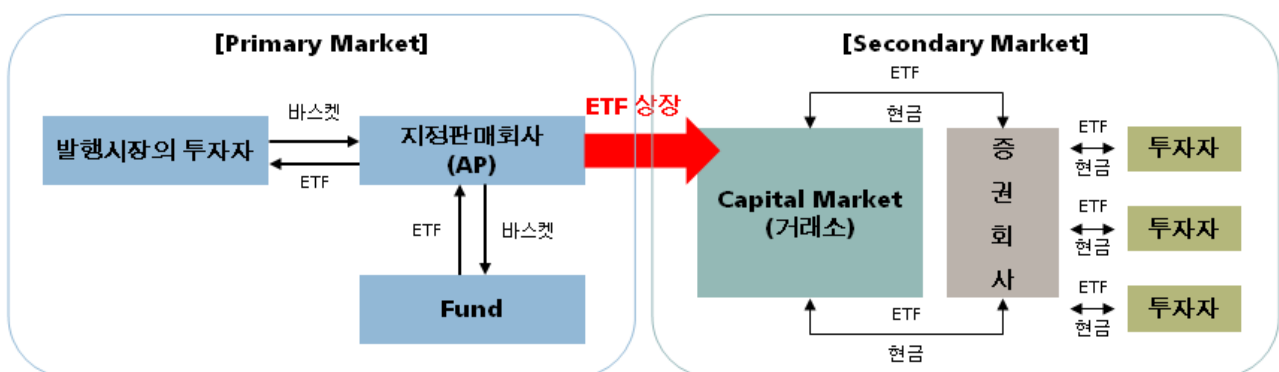 [Primary Market]
바스켓
발행시장의 투자자
ETF
지정판매회사
(AP)
ETF
바스켓
Fund
ETF 상장
[Secondary Market]
ETF
현금
Capital Market
(거래소)
증
권
회
사
ETF
현금
ETF
현금
투자자
ETF
현금
투자자
ETF
현금
투자자